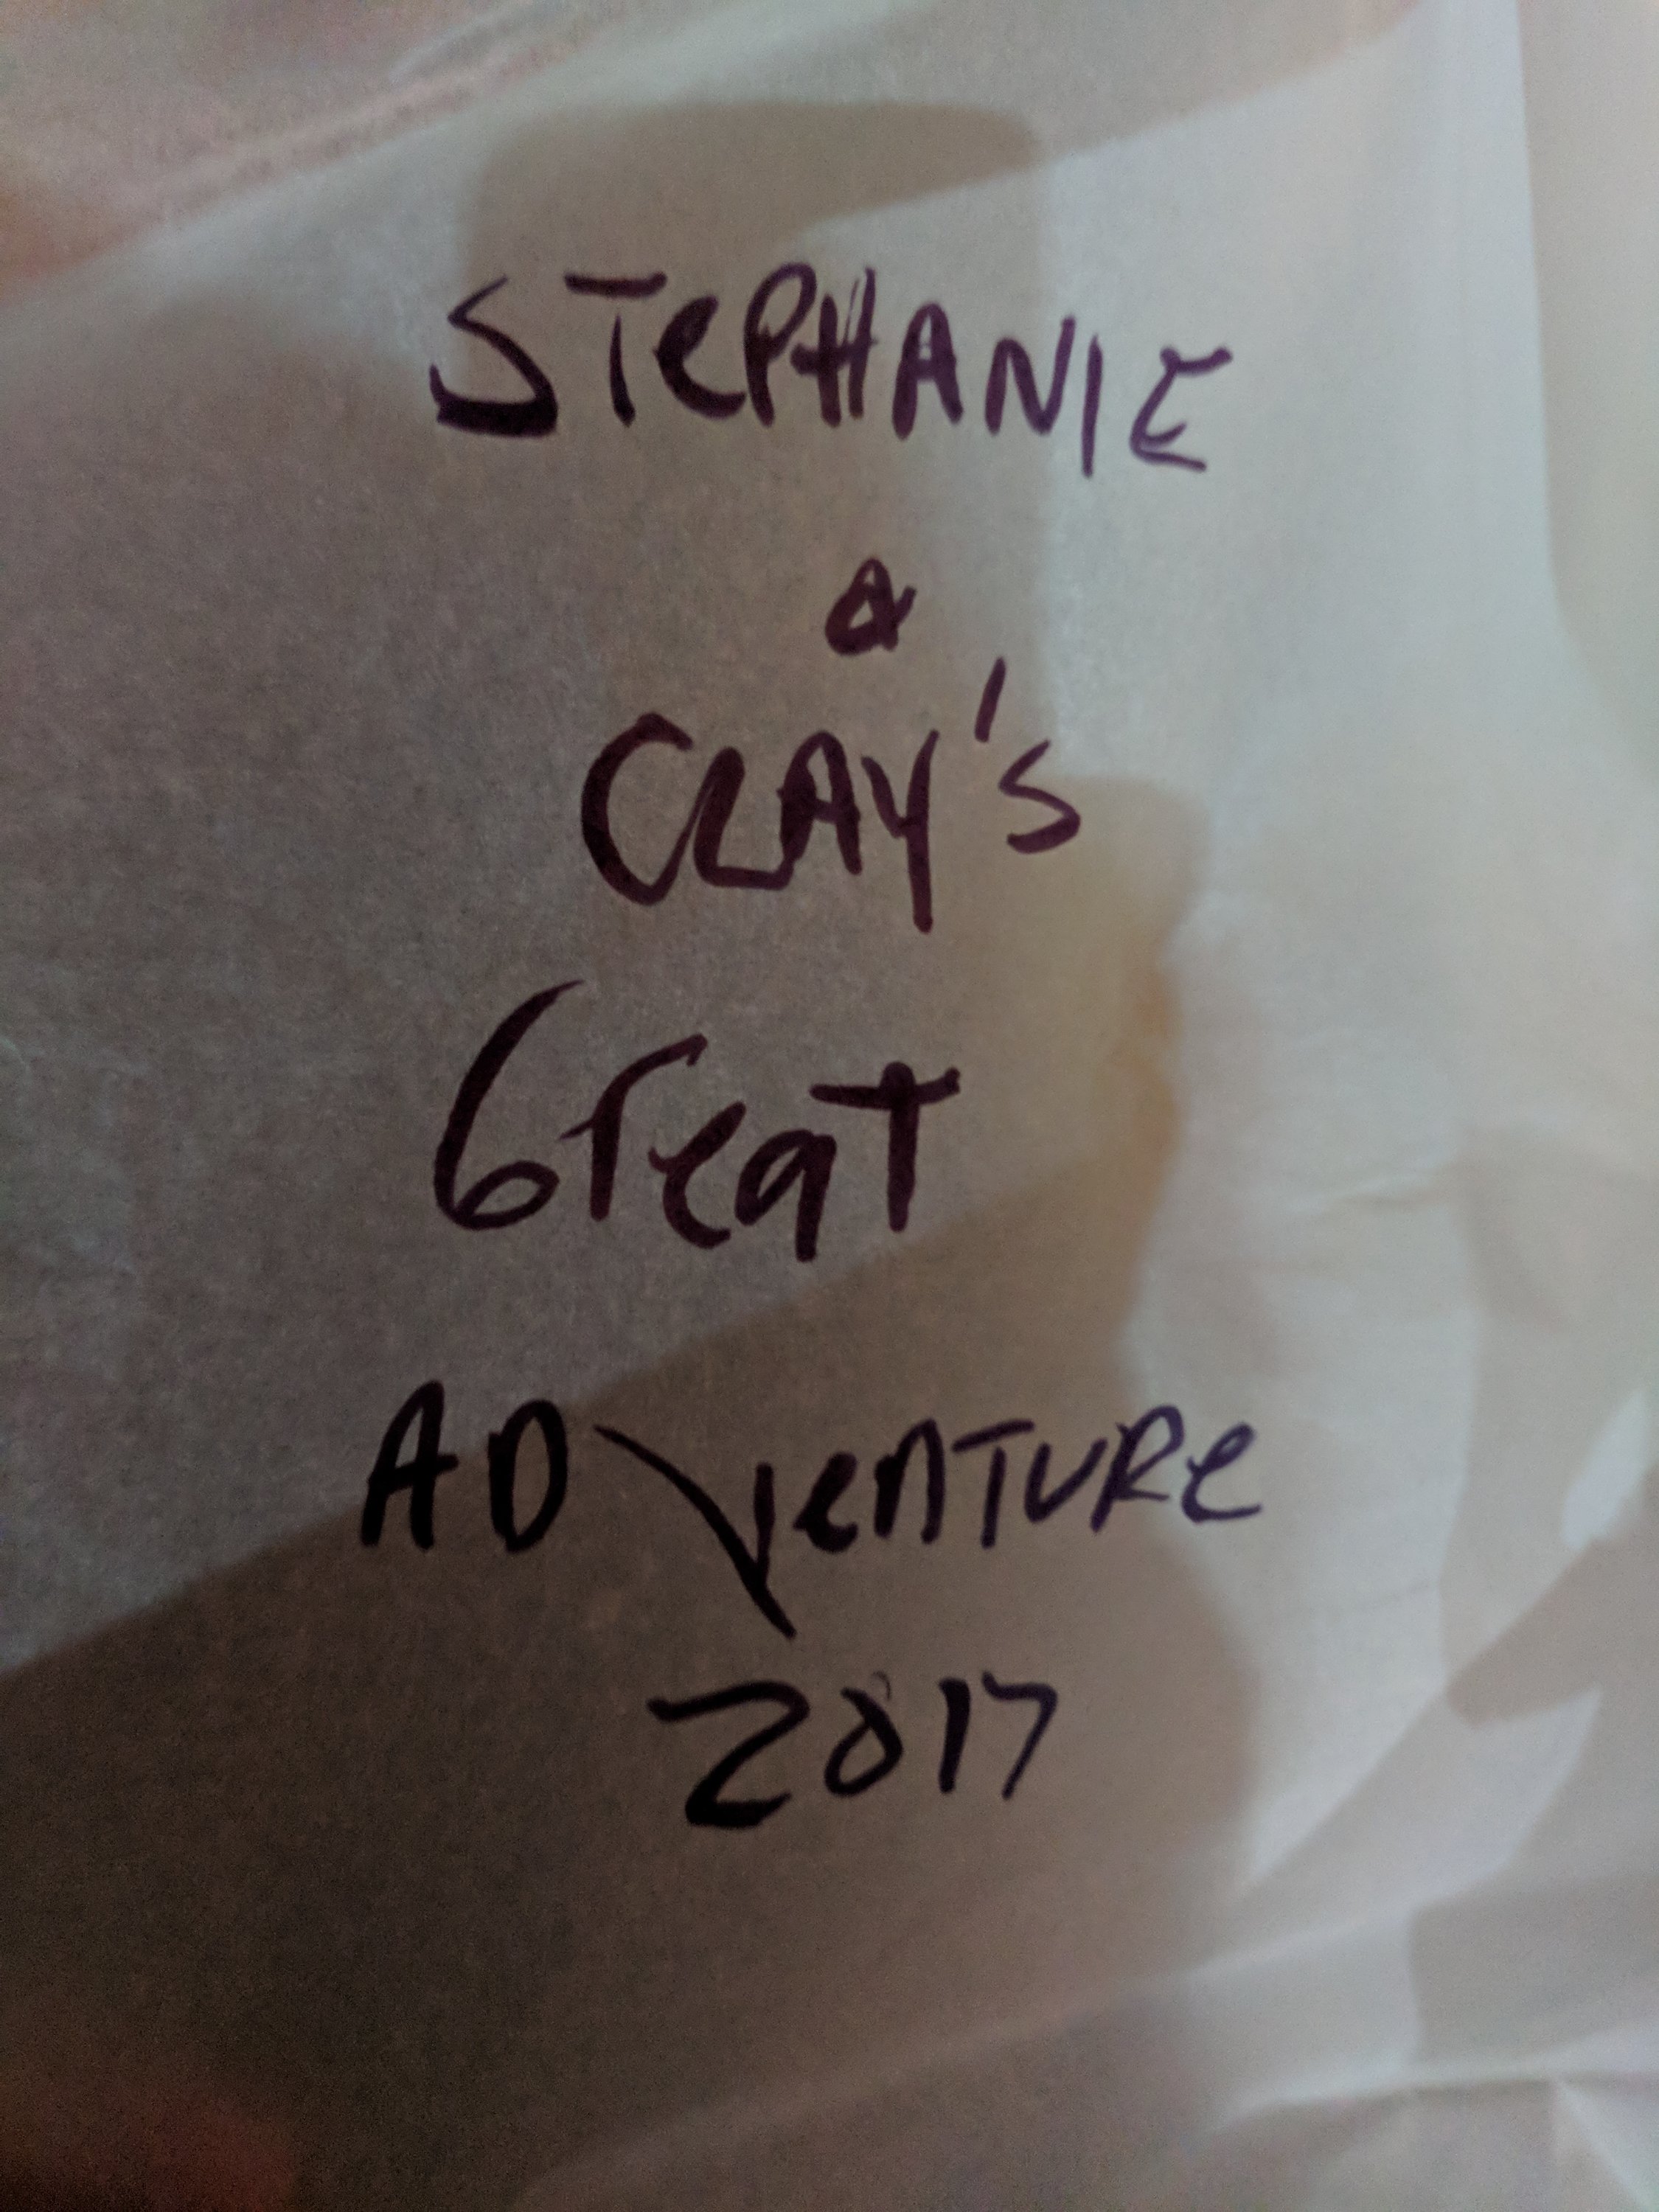 STePHANIE
&
CLAY's
Great
ADVenTURe
2017